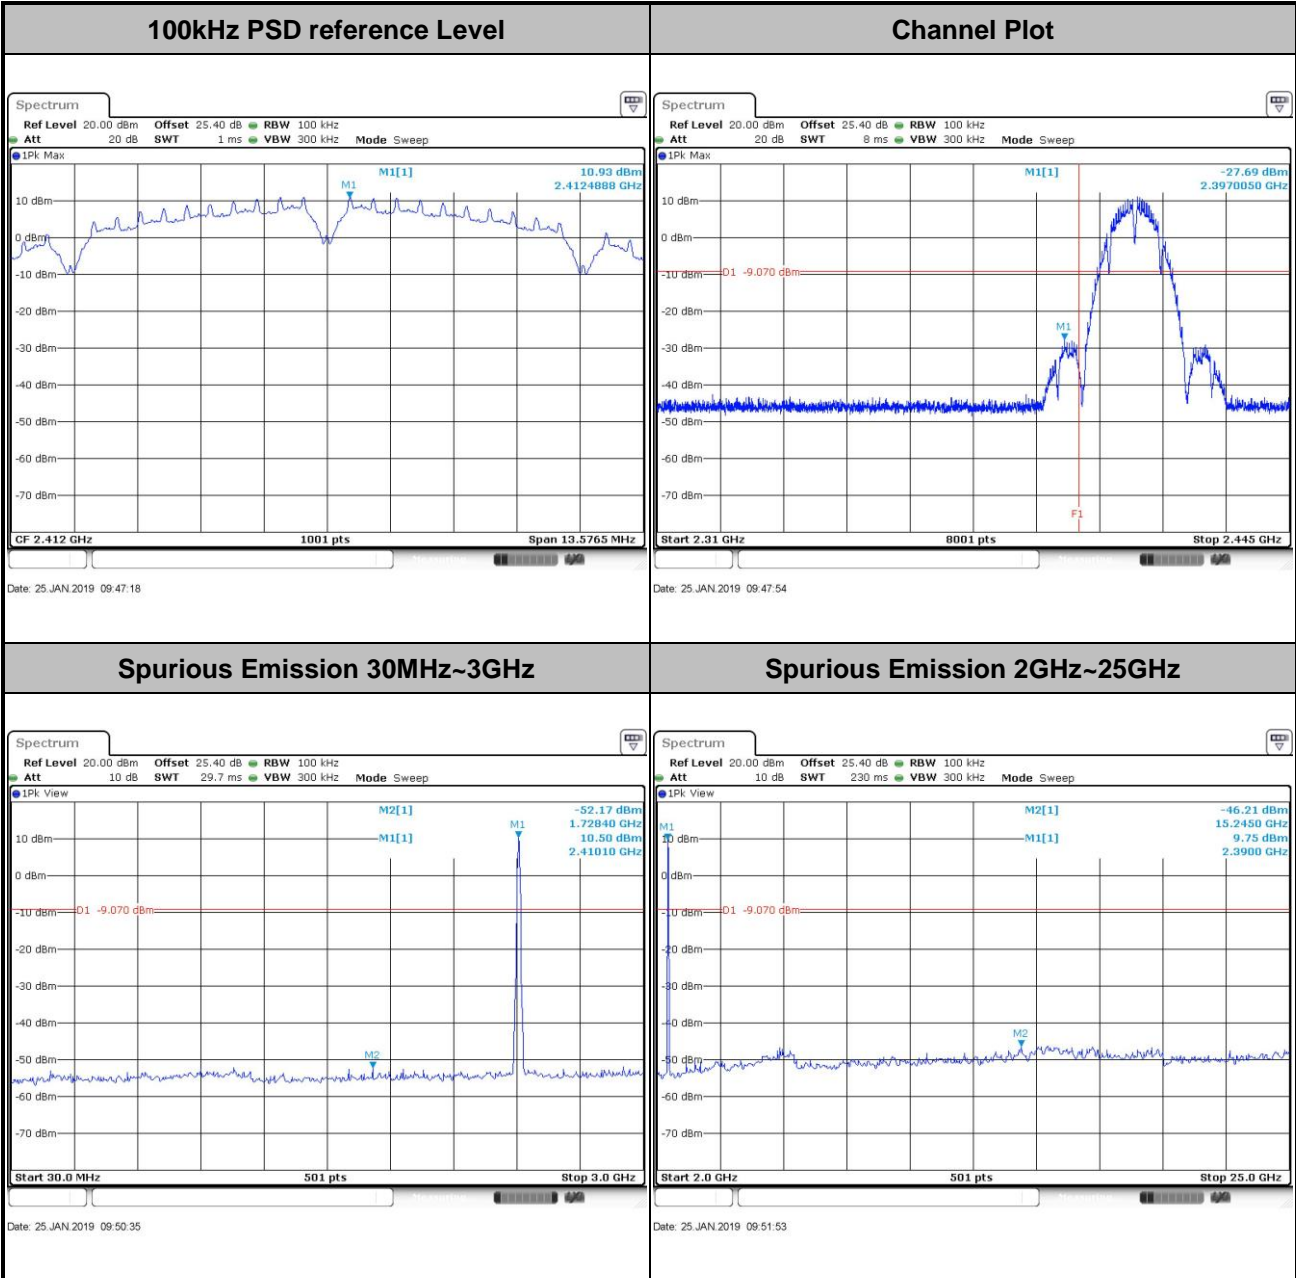 100kHz PSD reference Level
Channel Plot
Spectrum
Ref Level 20.00 dBm Offset 25.40 dB RBW 100 kHz
Att 20 dB SWT 1 ms VBW 300 kHz Mode Sweep
1Pk Max
M1[1] 10.93 dBm
2.4124888 GHz
M1
10 dBm
0 dBm
-10 dBm
-20 dBm
-30 dBm
-40 dBm
-50 dBm
-60 dBm
-70 dBm
CF 2.412 GHz 1001 pts Span 13.5765 MHz
Date: 25.JAN.2019 09:47:18
Spectrum
Ref Level 20.00 dBm Offset 25.40 dB RBW 100 kHz
Att 20 dB SWT 8 ms VBW 300 kHz Mode Sweep
1Pk Max
M1[1] -27.69 dBm
2.3970050 GHz
10 dBm
0 dBm
-10 dBm
D1 -9.070 dBm
-20 dBm
M1
-30 dBm
-40 dBm
-50 dBm
-60 dBm
-70 dBm
F1
Start 2.31 GHz 8001 pts Stop 2.445 GHz
Date: 25.JAN.2019 09:47:54
Spurious Emission 30MHz~3GHz
Spurious Emission 2GHz~25GHz
Spectrum
Ref Level 20.00 dBm Offset 25.40 dB RBW 100 kHz
Att 10 dB SWT 29.7 ms VBW 300 kHz Mode Sweep
1Pk View
M2[1] -52.17 dBm
1.72840 GHz
M1
M1[1] 10.50 dBm
2.41010 GHz
10 dBm
0 dBm
-10 dBm
D1 -9.070 dBm
-20 dBm
-30 dBm
-40 dBm
-50 dBm
M2
-60 dBm
-70 dBm
Start 30.0 MHz 501 pts Stop 3.0 GHz
Date: 25.JAN.2019 09:50:35
Spectrum
Ref Level 20.00 dBm Offset 25.40 dB RBW 100 kHz
Att 10 dB SWT 230 ms VBW 300 kHz Mode Sweep
1Pk View
M2[1] -46.21 dBm
15.2450 GHz
M1
M1[1] 9.75 dBm
2.3900 GHz
10 dBm
0 dBm
-10 dBm
D1 -9.070 dBm
-20 dBm
-30 dBm
-40 dBm
M2
-50 dBm
-60 dBm
-70 dBm
Start 2.0 GHz 501 pts Stop 25.0 GHz
Date: 25.JAN.2019 09:51:53